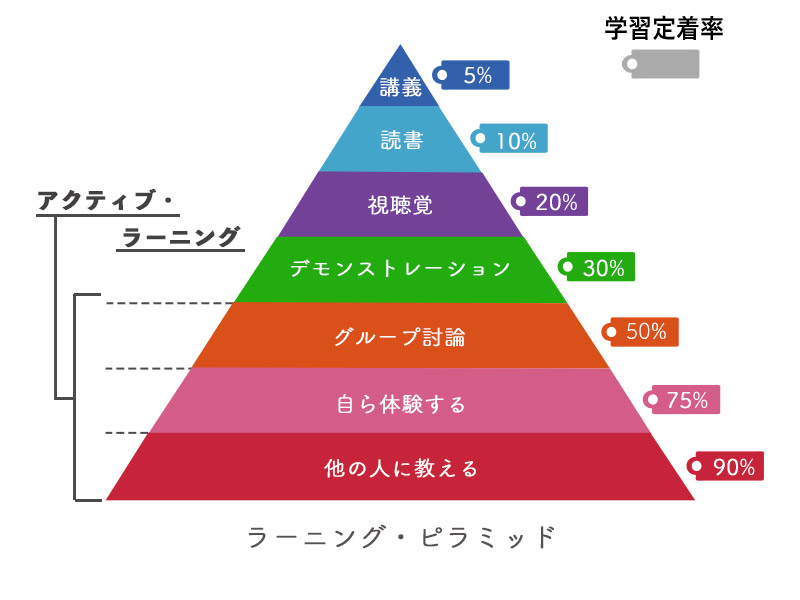 学習定着率
講義
5%
読書
10%
アクティブ・
ラーニング
視聴覚
20%
デモンストレーション
30%
グループ討論
50%
自ら体験する
75%
他の人に教える
90%
ラーニング・ピラミッド